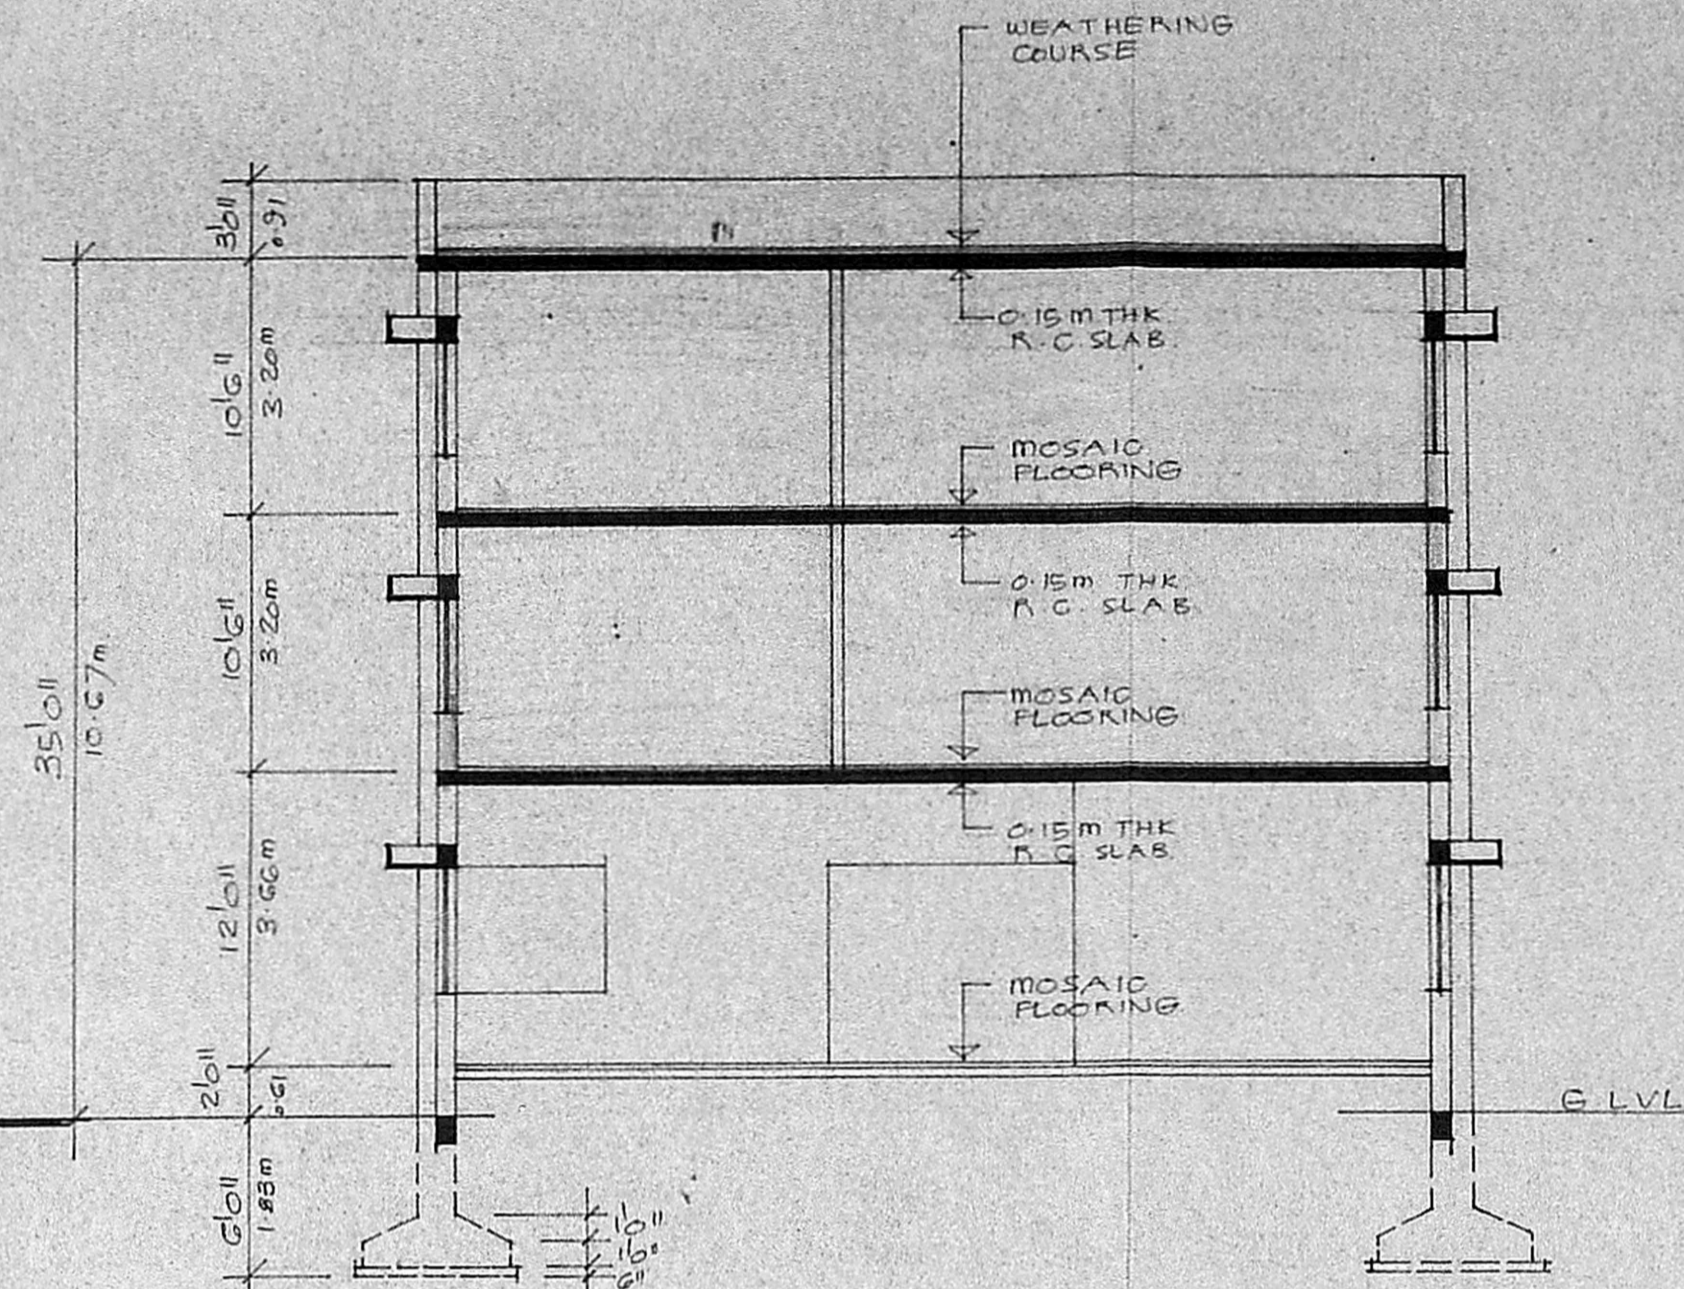 WEATHERING
COURSE
3'0"
0.91
0.15 m THK.
R.C. SLAB.
10'6"
3.20m
MOSAIC
FLOORING
0.15m THK
R.C. SLAB.
10'6"
3.20m
35'0"
10.67m
MOSAIC
FLOORING
0.15 m THK
R.C. SLAB.
12'0"
3.66m
MOSAIC
FLOORING.
2'0"
.61
G LVL
6'0"
1.83m
1'0"
1'0"
6"